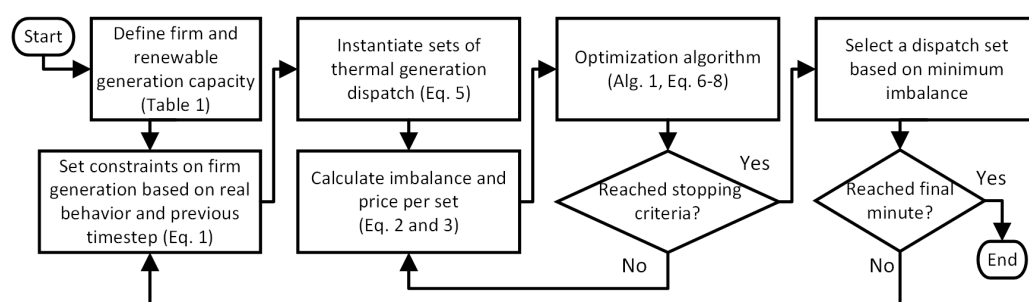 Start
Define firm and
renewable
generation capacity
(Table 1)
Set constraints on firm
generation based on real
behavior and previous
timestep (Eq. 1)
Instantiate sets of
thermal generation
dispatch (Eq. 5)
Calculate imbalance and
price per set
(Eq. 2 and 3)
Optimization algorithm
(Alg. 1, Eq. 6-8)
Reached stopping
criteria?
Yes
No
Select a dispatch set
based on minimum
imbalance
Reached final
minute?
Yes
No
End